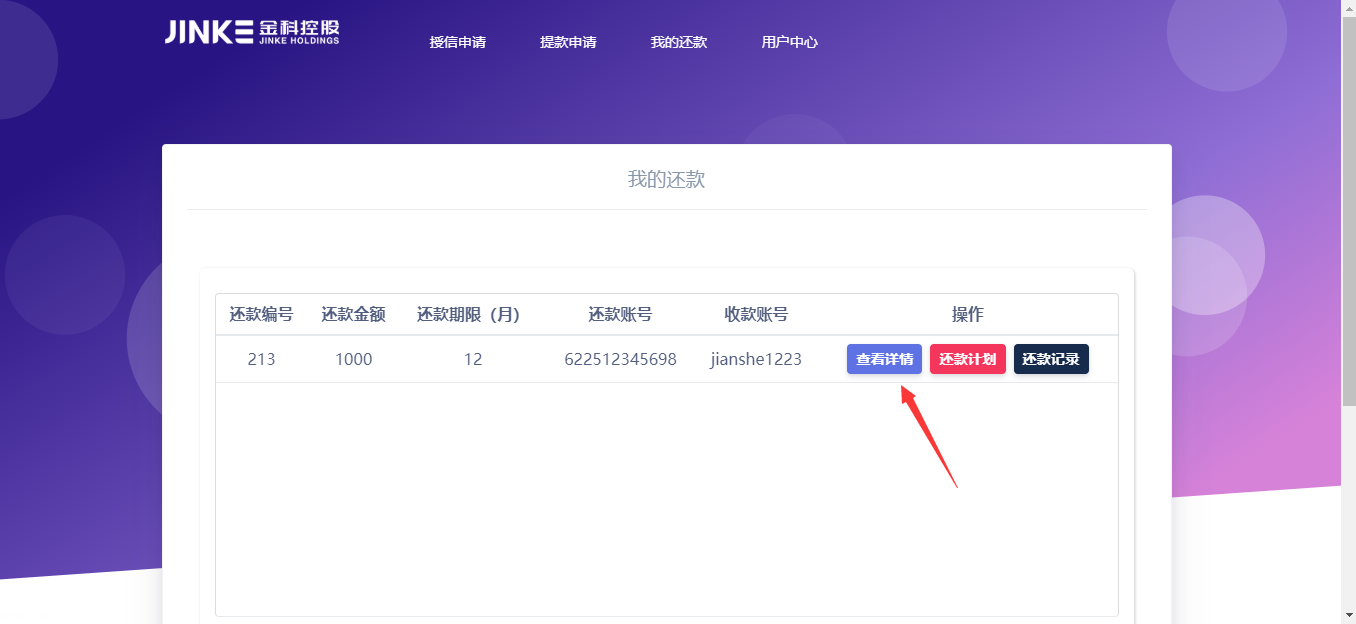 JINKE 金科控股
JINKE HOLDINGS
授信申请 提款申请 我的还款 用户中心
我的还款
还款编号 还款金额 还款期限（月） 还款账号 收款账号 操作
213 1000 12 622512345698 jianshe1223 查看详情 还款计划 还款记录